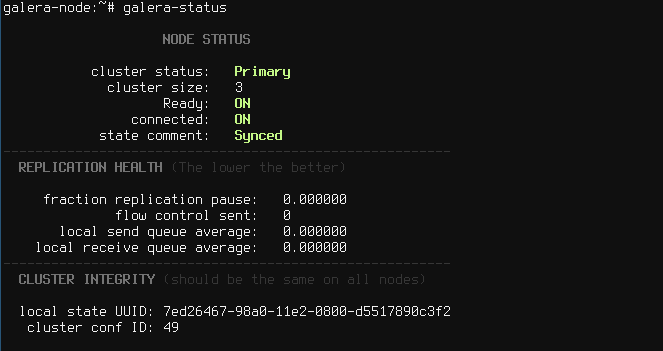 galera-node:~# galera-status
NODE STATUS
cluster status: Primary
cluster size: 3
Ready: ON
connected: ON
state comment: Synced
REPLICATION HEALTH (The lower the better)
fraction replication pause: 0.000000
flow control sent: 0
local send queue average: 0.000000
local receive queue average: 0.000000
CLUSTER INTEGRITY (should be the same on all nodes)
local state UUID: 7ed26467-98a0-11e2-0800-d5517890c3f2
cluster conf ID: 49